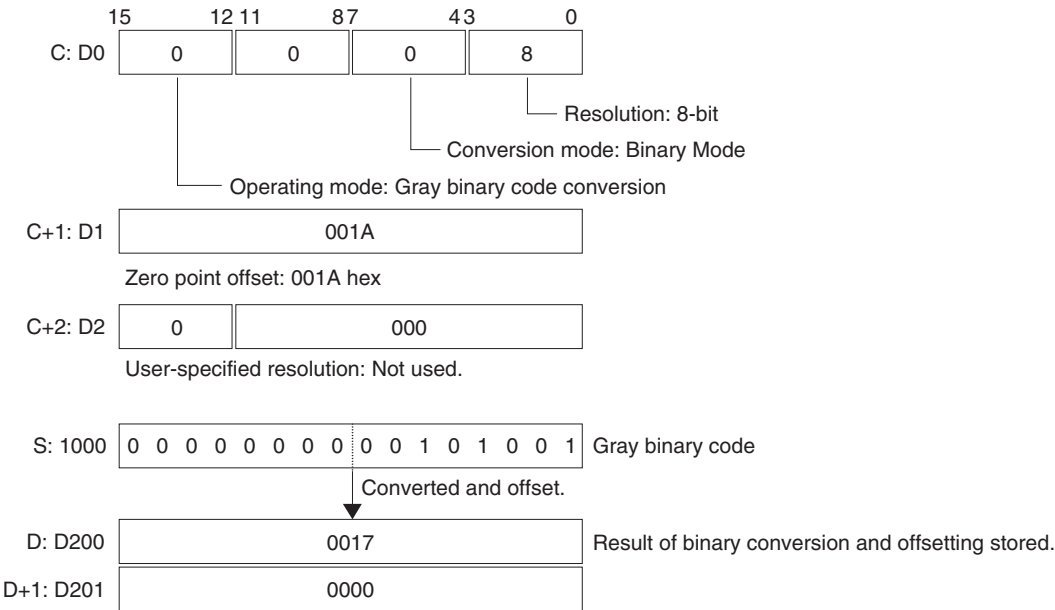 15 12 11 8 7 4 3 0
C: D0 0 0 0 8
Resolution: 8-bit
Conversion mode: Binary Mode
Operating mode: Gray binary code conversion
C+1: D1 001A
Zero point offset: 001A hex
C+2: D2 0 000
User-specified resolution: Not used.
S: 1000 0 0 0 0 0 0 0 0 0 0 1 0 1 0 0 1 Gray binary code
Converted and offset.
D: D200 0017 Result of binary conversion and offsetting stored.
D+1: D201 0000